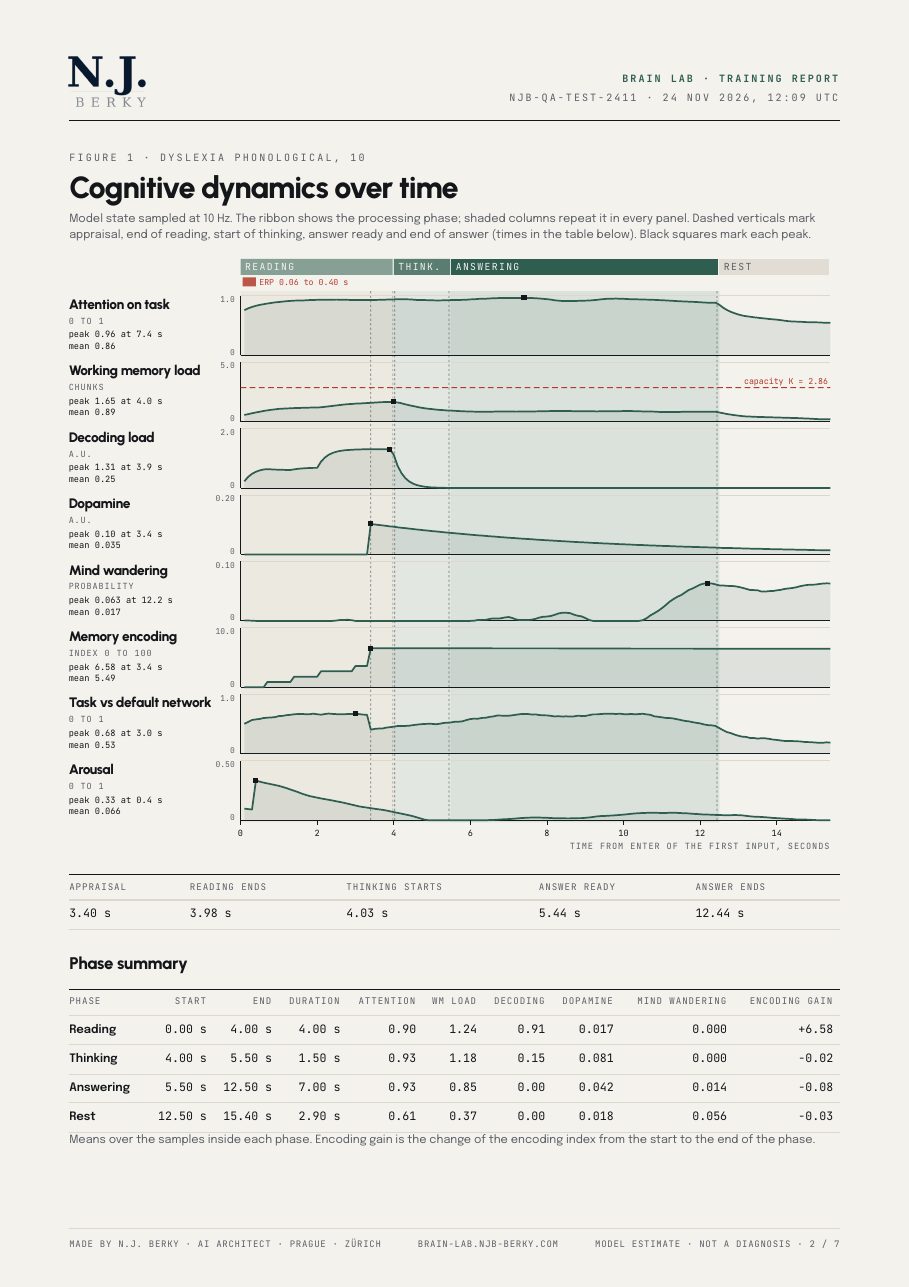 N.J.
BERKY
BRAIN LAB · TRAINING REPORT
NJB-QA-TEST-2411 · 24 NOV 2026, 12:09 UTC
FIGURE 1 · DYSLEXIA PHONOLOGICAL, 10
Cognitive dynamics over time
Model state sampled at 10 Hz. The ribbon shows the processing phase; shaded columns repeat it in every panel. Dashed verticals mark
appraisal, end of reading, start of thinking, answer ready and end of answer (times in the table below). Black squares mark each peak.
READING THINK. ANSWERING REST
ERP 0.06 to 0.40 s
Attention on task
0 TO 1
peak 0.96 at 7.4 s
mean 0.86
1.0
0
Working memory load
CHUNKS
peak 1.65 at 4.0 s
mean 0.89
5.0
0
capacity K = 2.86
Decoding load
A.U.
peak 1.31 at 3.9 s
mean 0.25
2.0
0
Dopamine
A.U.
peak 0.10 at 3.4 s
mean 0.035
0.20
0
Mind wandering
PROBABILITY
peak 0.063 at 12.2 s
mean 0.017
0.10
0
Memory encoding
INDEX 0 TO 100
peak 6.58 at 3.4 s
mean 5.49
10.0
0
Task vs default network
0 TO 1
peak 0.68 at 3.0 s
mean 0.53
1.0
0
Arousal
0 TO 1
peak 0.33 at 0.4 s
mean 0.066
0.50
0
0 2 4 6 8 10 12 14
TIME FROM ENTER OF THE FIRST INPUT, SECONDS
APPRAISAL READING ENDS THINKING STARTS ANSWER READY ANSWER ENDS
3.40 s 3.98 s 4.03 s 5.44 s 12.44 s
Phase summary
PHASE START END DURATION ATTENTION WM LOAD DECODING DOPAMINE MIND WANDERING ENCODING GAIN
Reading 0.00 s 4.00 s 4.00 s 0.90 1.24 0.91 0.017 0.000 +6.58
Thinking 4.00 s 5.50 s 1.50 s 0.93 1.18 0.15 0.081 0.000 -0.02
Answering 5.50 s 12.50 s 7.00 s 0.93 0.85 0.00 0.042 0.014 -0.08
Rest 12.50 s 15.40 s 2.90 s 0.61 0.37 0.00 0.018 0.056 -0.03
Means over the samples inside each phase. Encoding gain is the change of the encoding index from the start to the end of the phase.
MADE BY N.J. BERKY · AI ARCHITECT · PRAGUE · ZÜRICH BRAIN-LAB.NJB-BERKY.COM MODEL ESTIMATE · NOT A DIAGNOSIS · 2 / 7